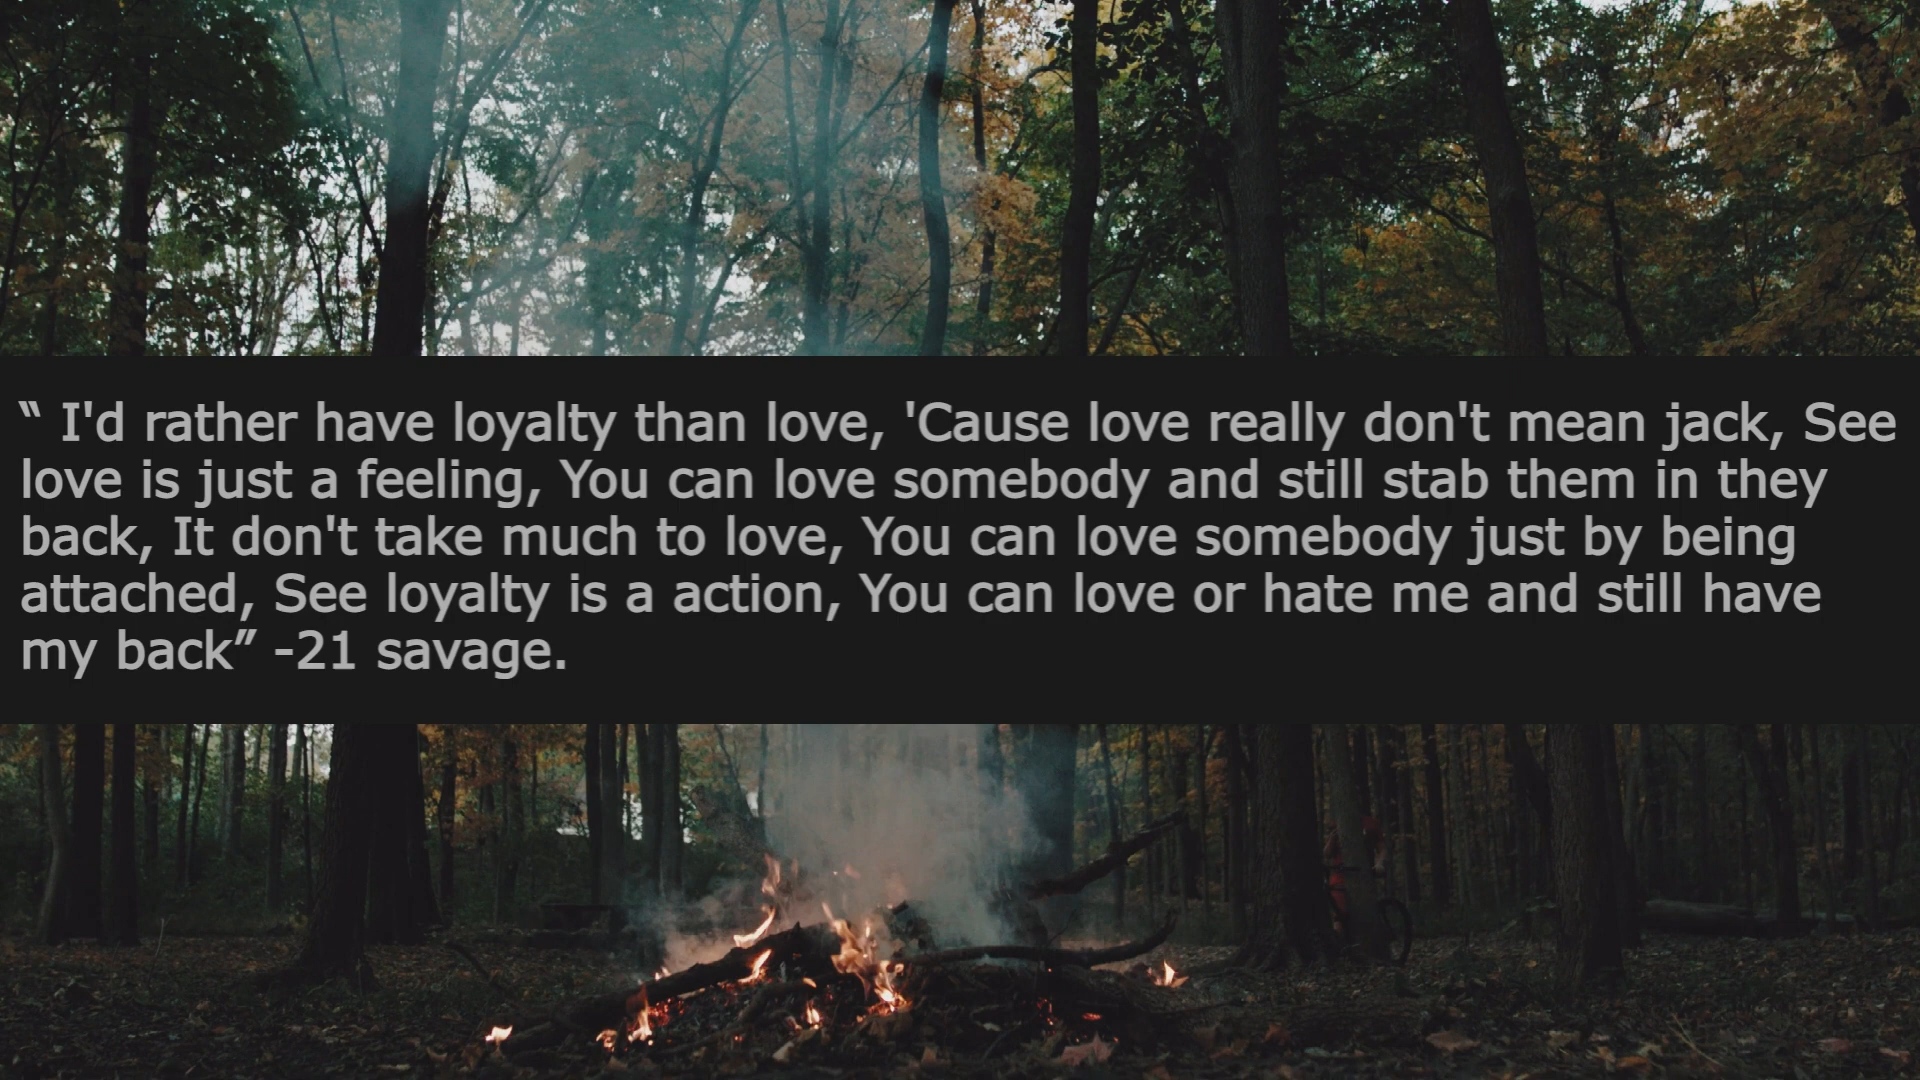 “ I'd rather have loyalty than love, 'Cause love really don't mean jack, See
love is just a feeling, You can love somebody and still stab them in they
back, It don't take much to love, You can love somebody just by being
attached, See loyalty is a action, You can love or hate me and still have
my back” -21 savage.